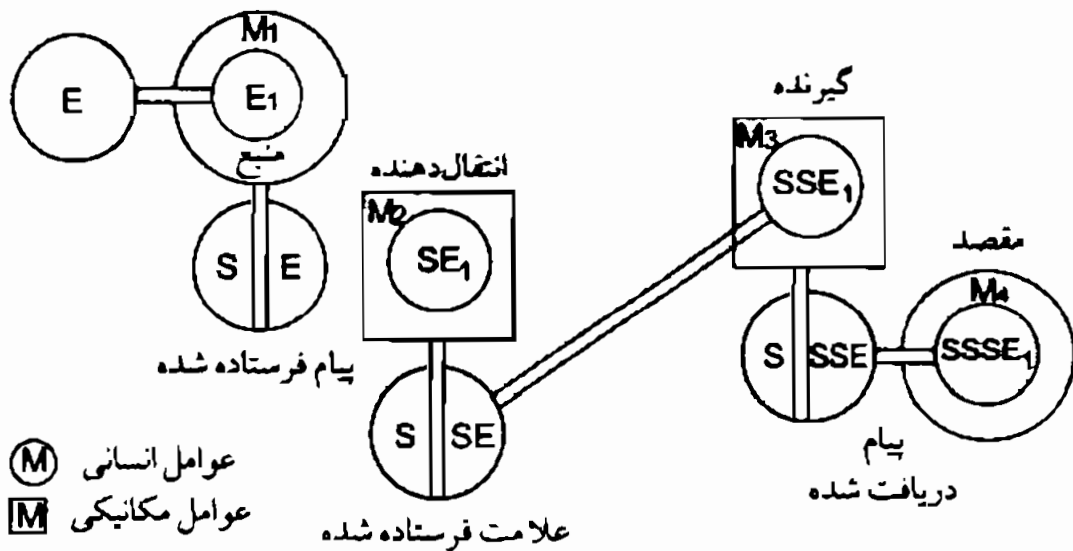 E
M1
E1
منبع
S E
پیام فرستاده شده
انتقال‌دهنده
M2
SE1
S SE
علامت فرستاده شده
گیرنده
M3
SSE1
S SSE
پیام
دریافت شده
مقصد
M4
SSSE1
M عوامل انسانی
M عوامل مکانیکی